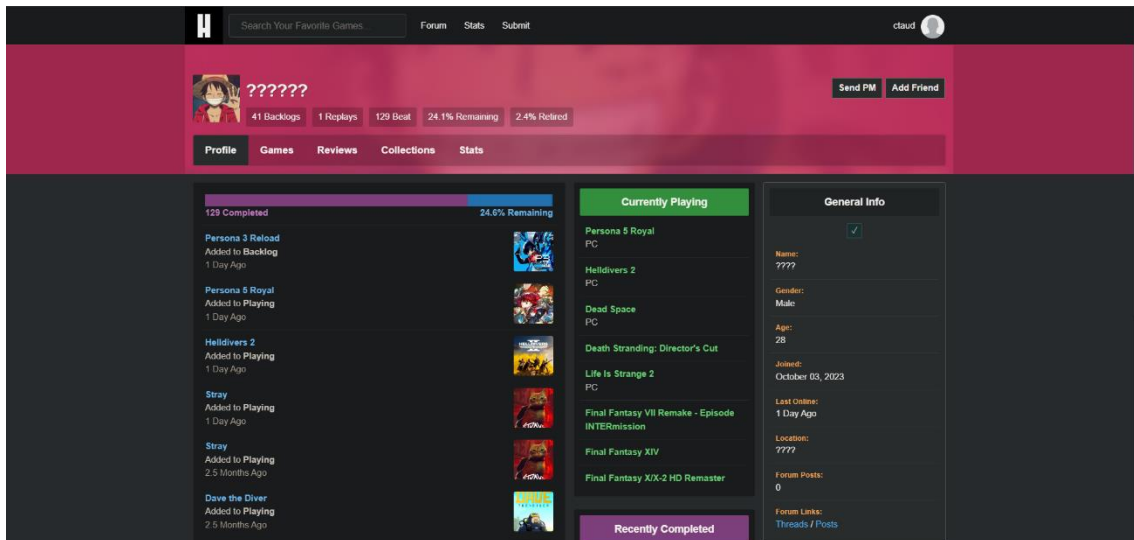 H
Search Your Favorite Games...
Forum Stats Submit
ctaud
??????
Send PM Add Friend
41 Backlogs 1 Replays 129 Beat 24.1% Remaining 2.4% Retired
Profile Games Reviews Collections Stats
129 Completed 24.6% Remaining
Persona 3 Reload
Added to Backlog
1 Day Ago
Persona 5 Royal
Added to Playing
1 Day Ago
Helldivers 2
Added to Playing
1 Day Ago
Stray
Added to Playing
1 Day Ago
Stray
Added to Playing
2.5 Months Ago
Dave the Diver
Added to Playing
2.5 Months Ago
Currently Playing
Persona 5 Royal
PC
Helldivers 2
PC
Dead Space
PC
Death Stranding: Director's Cut
Life Is Strange 2
PC
Final Fantasy VII Remake - Episode
INTERmission
Final Fantasy XIV
Final Fantasy X/X-2 HD Remaster
Recently Completed
General Info
✓
Name:
????
Gender:
Male
Age:
28
Joined:
October 03, 2023
Last Online:
1 Day Ago
Location:
????
Forum Posts:
0
Forum Links:
Threads / Posts